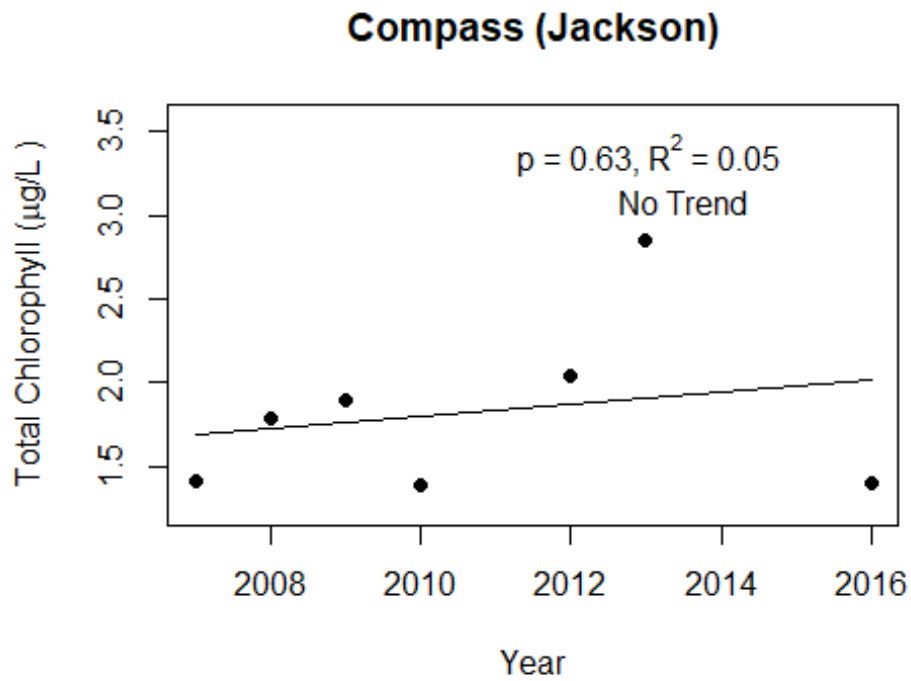 Compass (Jackson)
p = 0.63, R² = 0.05
No Trend
Total Chlorophyll (µg/L )
3.5
3.0
2.5
2.0
1.5
2008 2010 2012 2014 2016
Year